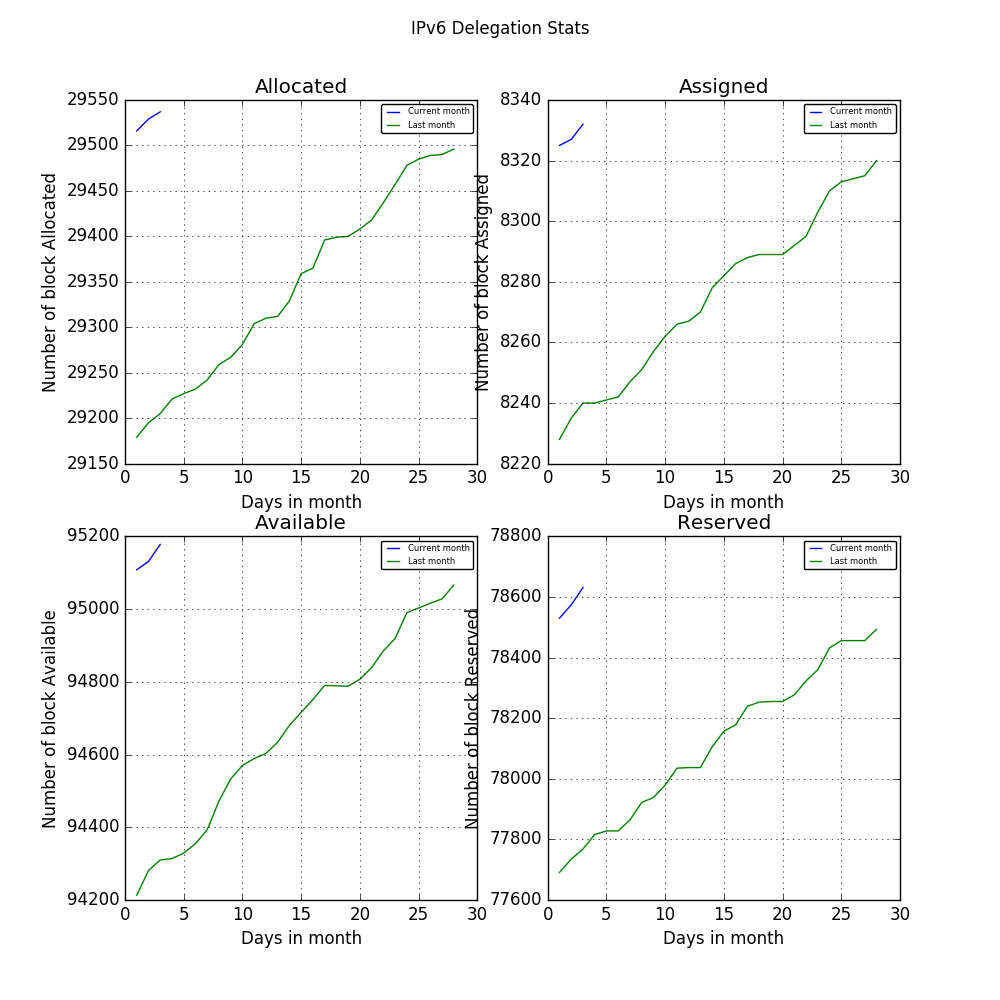 IPv6 Delegation Stats
Allocated
Current month
Last month
29550
29500
29450
29400
29350
29300
29250
29200
29150
Number of block Allocated
0 5 10 15 20 25 30
Days in month
Assigned
Current month
Last month
8340
8320
8300
8280
8260
8240
8220
Number of block Assigned
0 5 10 15 20 25 30
Days in month
Available
Current month
Last month
95200
95000
94800
94600
94400
94200
Number of block Available
0 5 10 15 20 25 30
Days in month
Reserved
Current month
Last month
78800
78600
78400
78200
78000
77800
77600
Number of block Reserved
0 5 10 15 20 25 30
Days in month